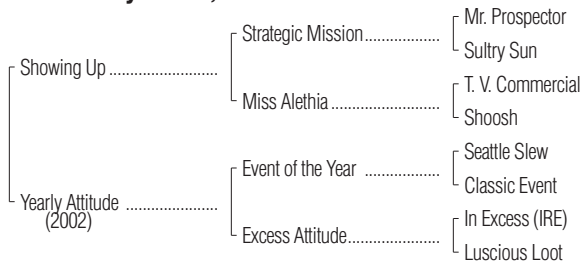 Mr. Prospector
Strategic Mission.................
Sultry Sun
Showing Up ........................
T. V. Commercial
Miss Alethia ........................
Shoosh
Seattle Slew
Event of the Year .................
Classic Event
Yearly Attitude ....................
(2002)
In Excess (IRE)
Excess Attitude.....................
Luscious Loot